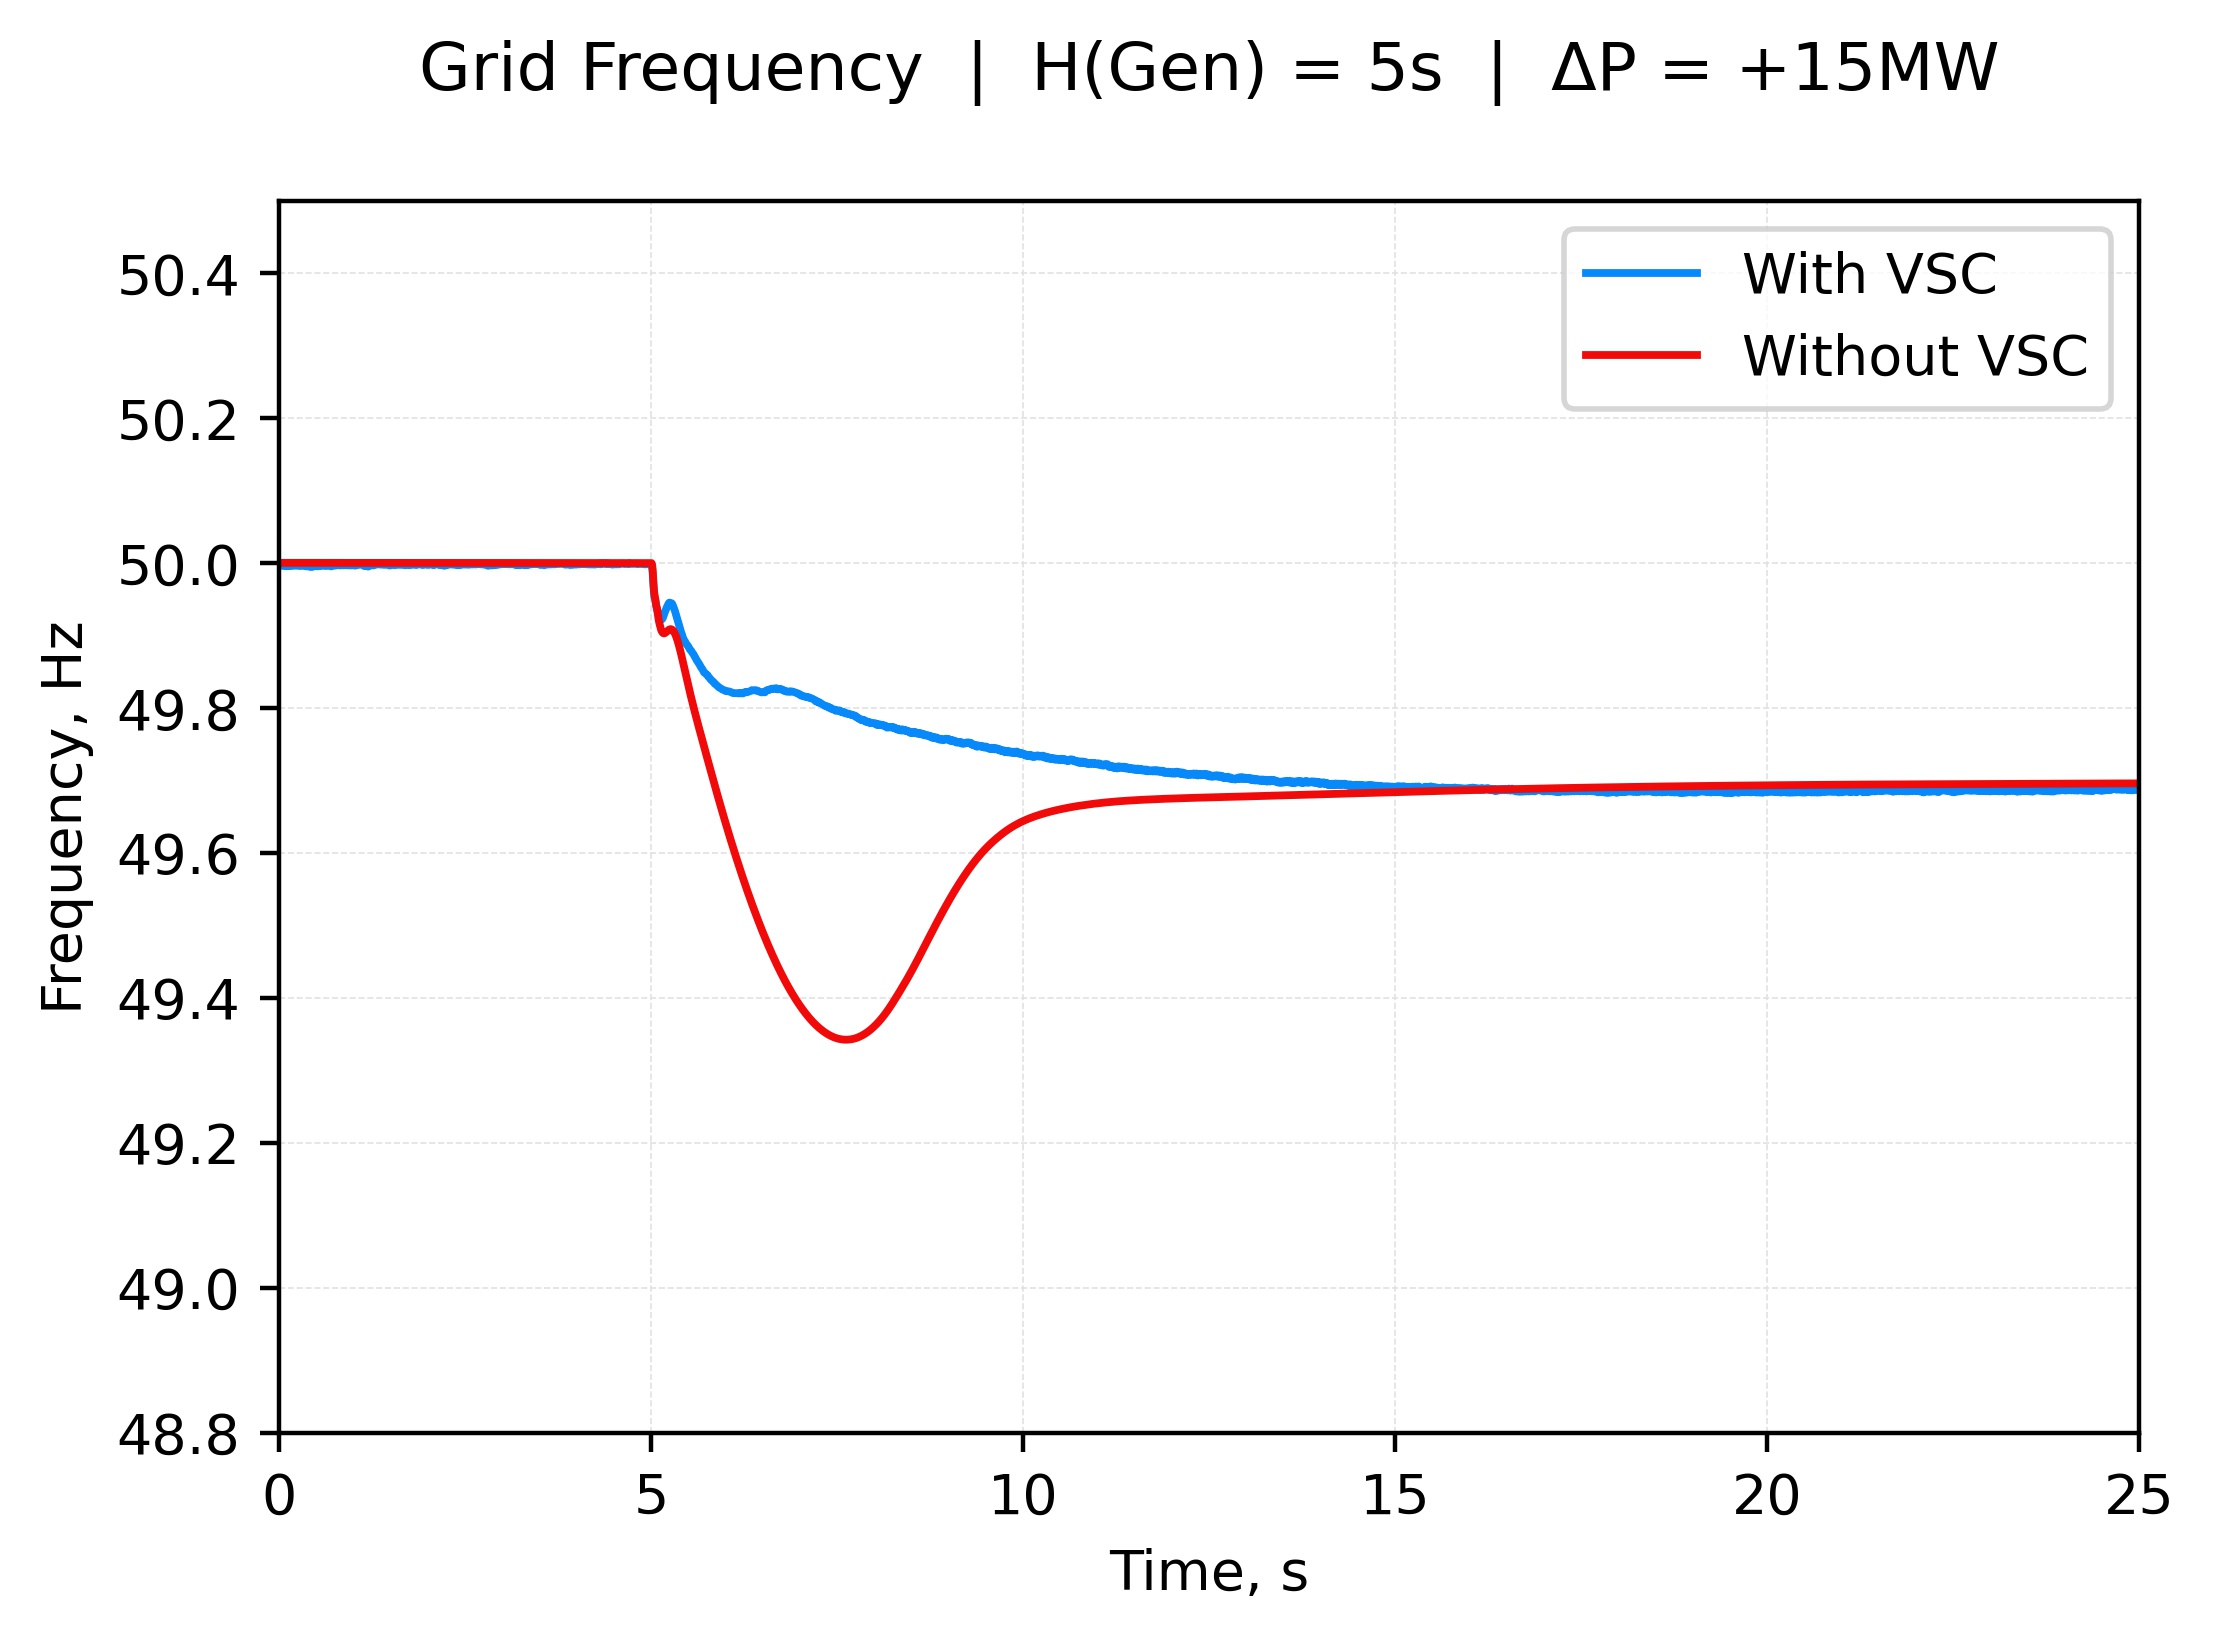 Grid Frequency | H(Gen) = 5s | ΔP = +15MW
With VSC
Without VSC
Frequency, Hz
50.4
50.2
50.0
49.8
49.6
49.4
49.2
49.0
48.8
0 5 10 15 20 25
Time, s